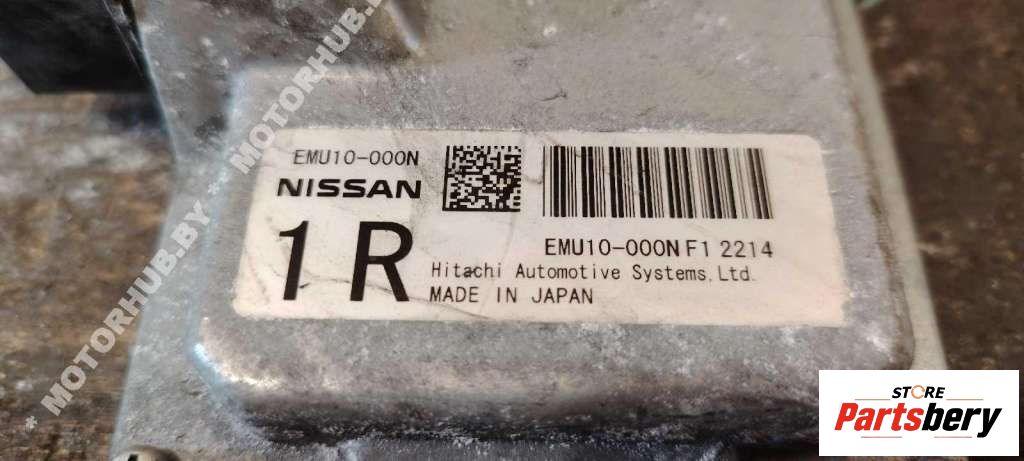 EMU10-000N
NISSAN
1R
EMU10-000N F1 2214
Hitachi Automotive Systems, Ltd.
MADE IN JAPAN
* MOTORHUB.BY * MOTORHUB.BY
STORE
Partsbery